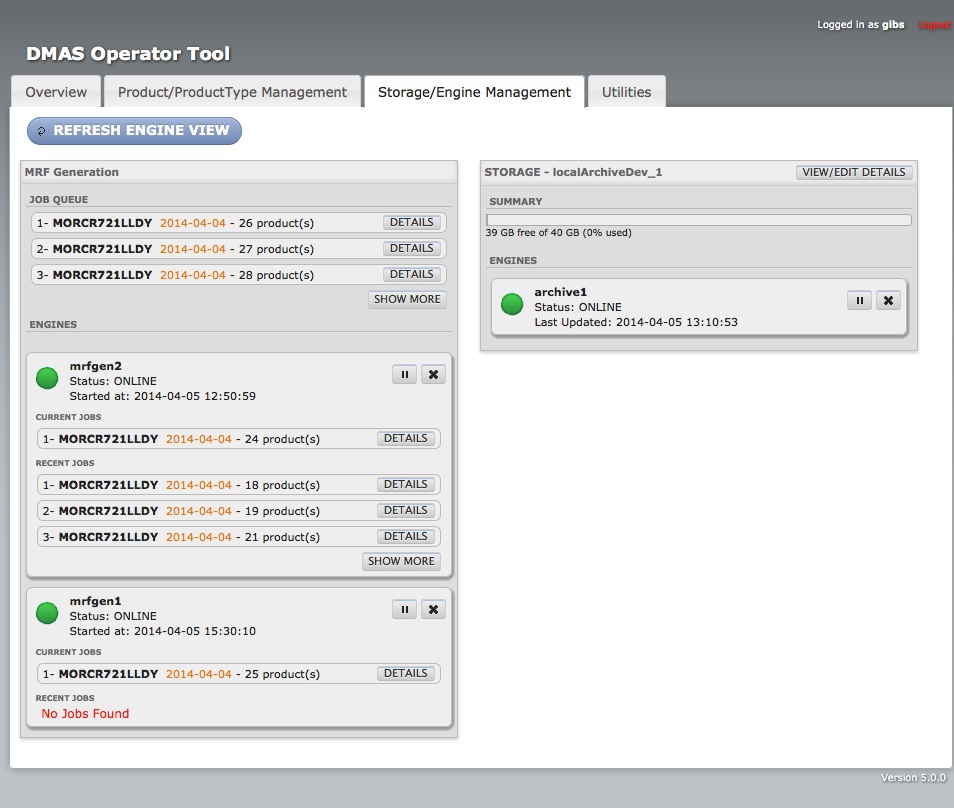 Logged in as gibs Logout
DMAS Operator Tool
Overview Product/ProductType Management Storage/Engine Management Utilities
REFRESH ENGINE VIEW
MRF Generation
JOB QUEUE
1- MORCR721LLDY 2014-04-04 - 26 product(s) DETAILS
2- MORCR721LLDY 2014-04-04 - 27 product(s) DETAILS
3- MORCR721LLDY 2014-04-04 - 28 product(s) DETAILS
SHOW MORE
ENGINES
mrfgen2
Status: ONLINE
Started at: 2014-04-05 12:50:59
CURRENT JOBS
1- MORCR721LLDY 2014-04-04 - 24 product(s) DETAILS
RECENT JOBS
1- MORCR721LLDY 2014-04-04 - 18 product(s) DETAILS
2- MORCR721LLDY 2014-04-04 - 19 product(s) DETAILS
3- MORCR721LLDY 2014-04-04 - 21 product(s) DETAILS
SHOW MORE
mrfgen1
Status: ONLINE
Started at: 2014-04-05 15:30:10
CURRENT JOBS
1- MORCR721LLDY 2014-04-04 - 25 product(s) DETAILS
RECENT JOBS
No Jobs Found
STORAGE - localArchiveDev_1 VIEW/EDIT DETAILS
SUMMARY
39 GB free of 40 GB (0% used)
ENGINES
archive1
Status: ONLINE
Last Updated: 2014-04-05 13:10:53
Version 5.0.0